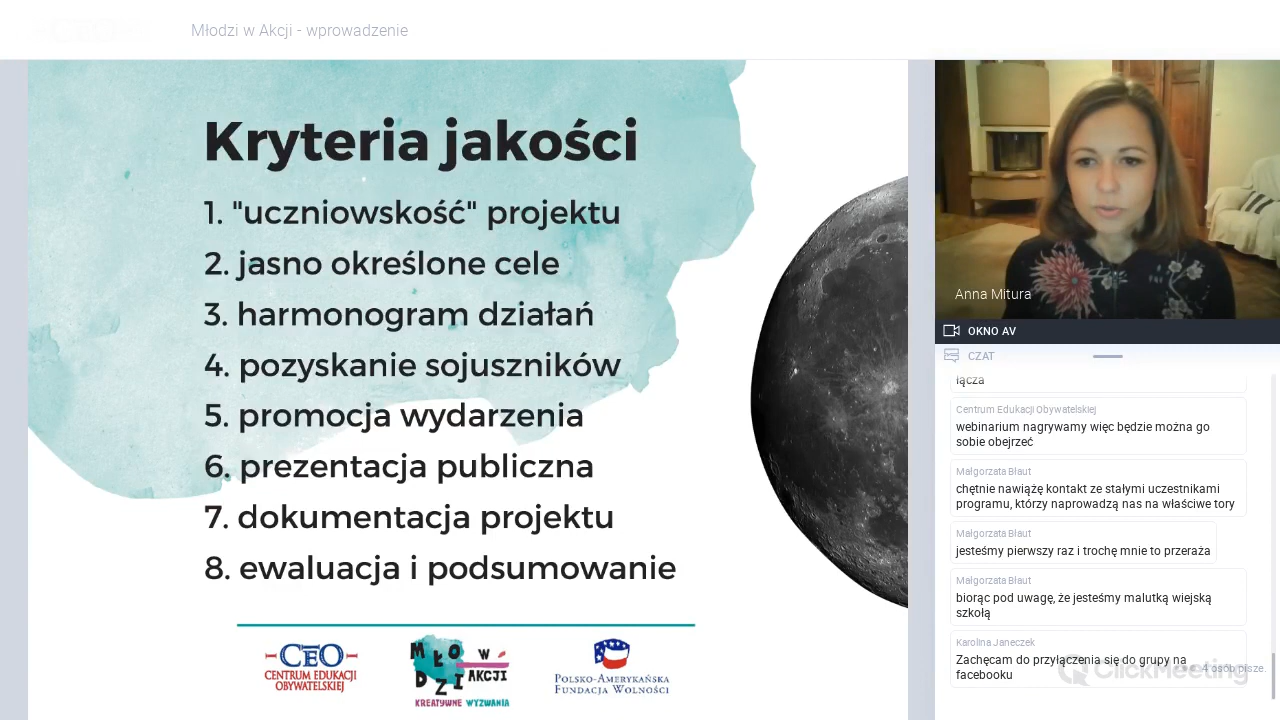 Młodzi w Akcji - wprowadzenie
Kryteria jakości
1. "uczniowskość" projektu
2. jasno określone cele
3. harmonogram działań
4. pozyskanie sojuszników
5. promocja wydarzenia
6. prezentacja publiczna
7. dokumentacja projektu
8. ewaluacja i podsumowanie
CEO
CENTRUM EDUKACJI
OBYWATELSKIEJ
MŁO
DZI
W
AKCJI
KREATYWNE WYZWANIA
POLSKO-AMERYKAŃSKA
FUNDACJA WOLNOŚCI
Anna Mitura
OKNO AV
CZAT
łącza
Centrum Edukacji Obywatelskiej
webinarium nagrywamy więc będzie można go
sobie obejrzeć
Małgorzata Błaut
chętnie nawiążę kontakt ze stałymi uczestnikami
programu, którzy naprowadzą nas na właściwe tory
Małgorzata Błaut
jesteśmy pierwszy raz i trochę mnie to przeraża
Małgorzata Błaut
biorąc pod uwagę, że jesteśmy malutką wiejską
szkołą
Karolina Janeczek
Zachęcam do przyłączenia się do grupy na
facebooku
4 osób pisze.
ClickMeeting